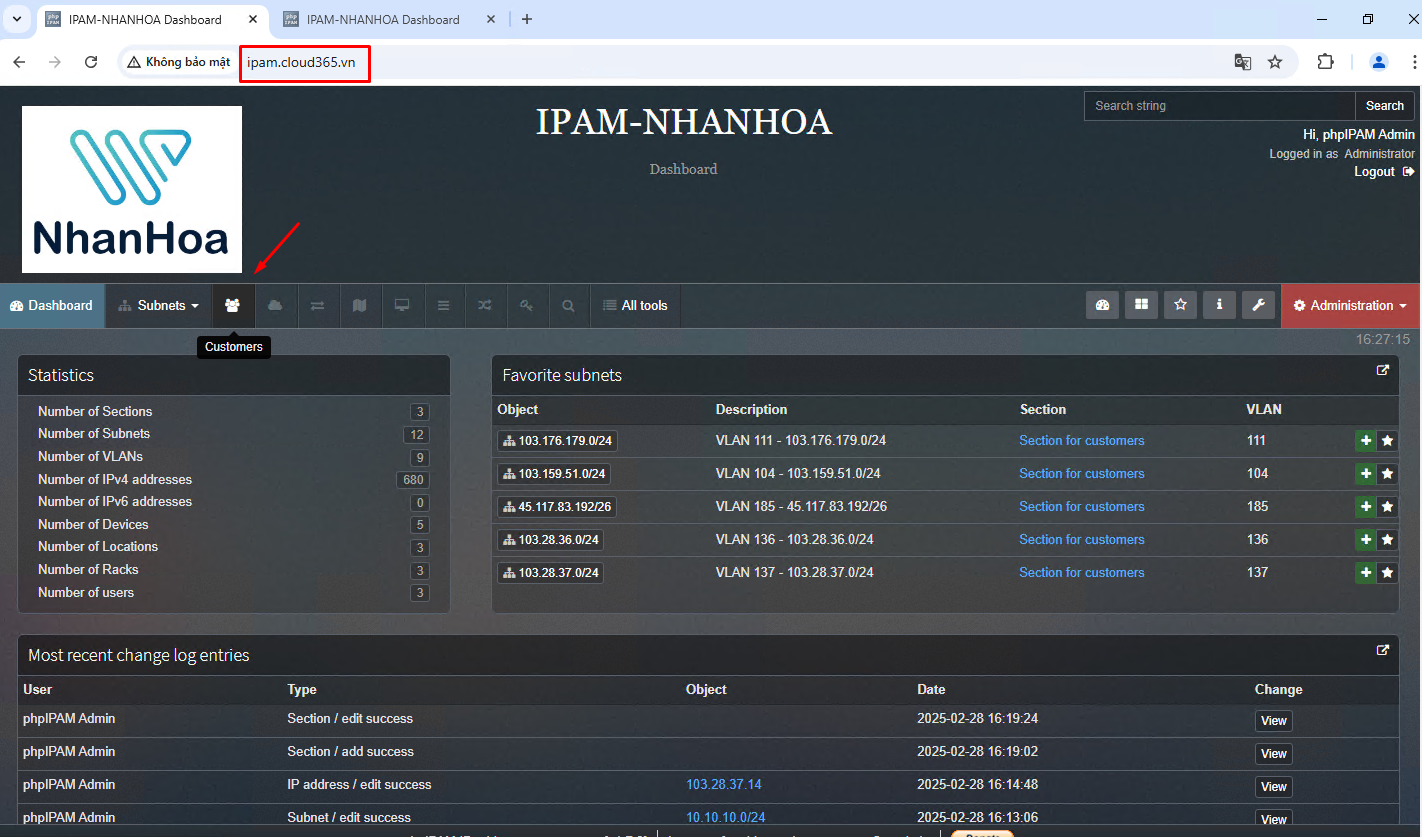 IPAM-NHANHOA Dashboard
IPAM-NHANHOA Dashboard
Không bảo mật
ipam.cloud365.vn
NhanHoa
IPAM-NHANHOA
Dashboard
Search string
Search
Hi, phpIPAM Admin
Logged in as Administrator
Logout
Dashboard
Subnets
All tools
Administration
Customers
16:27:15
Statistics
Number of Sections 3
Number of Subnets 12
Number of VLANs 9
Number of IPv4 addresses 680
Number of IPv6 addresses 0
Number of Devices 5
Number of Locations 3
Number of Racks 3
Number of users 3
Favorite subnets
Object Description Section VLAN
103.176.179.0/24 VLAN 111 - 103.176.179.0/24 Section for customers 111
103.159.51.0/24 VLAN 104 - 103.159.51.0/24 Section for customers 104
45.117.83.192/26 VLAN 185 - 45.117.83.192/26 Section for customers 185
103.28.36.0/24 VLAN 136 - 103.28.36.0/24 Section for customers 136
103.28.37.0/24 VLAN 137 - 103.28.37.0/24 Section for customers 137
Most recent change log entries
User Type Object Date Change
phpIPAM Admin Section / edit success 2025-02-28 16:19:24 View
phpIPAM Admin Section / add success 2025-02-28 16:19:02 View
phpIPAM Admin IP address / edit success 103.28.37.14 2025-02-28 16:14:48 View
phpIPAM Admin Subnet / edit success 10.10.10.0/24 2025-02-28 16:13:06 View